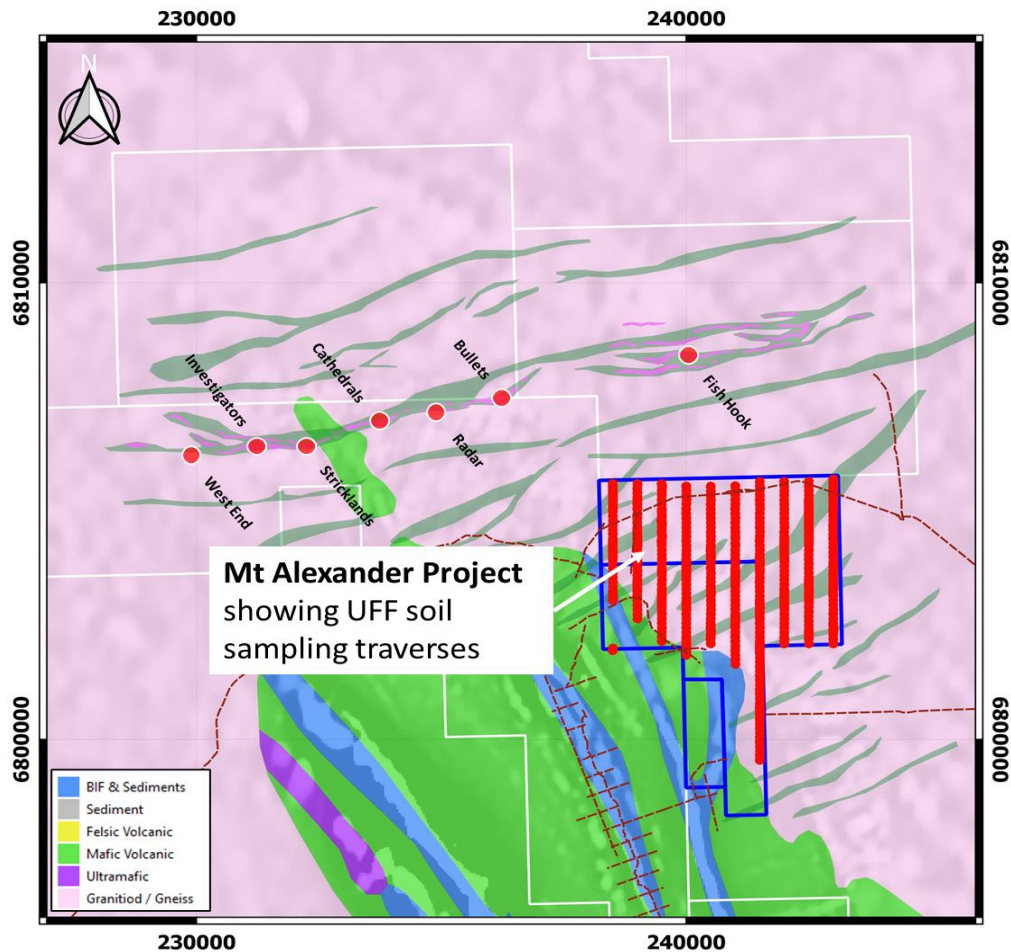 230000
240000
N
6810000
6810000
Investigators
Cathedrals
Bullets
Fish Hook
Radar
Stricklands
West End
Mt Alexander Project
showing UFF soil
sampling traverses
6800000
6800000
BIF & Sediments
Sediment
Felsic Volcanic
Mafic Volcanic
Ultramafic
Granitiod / Gneiss
230000
240000